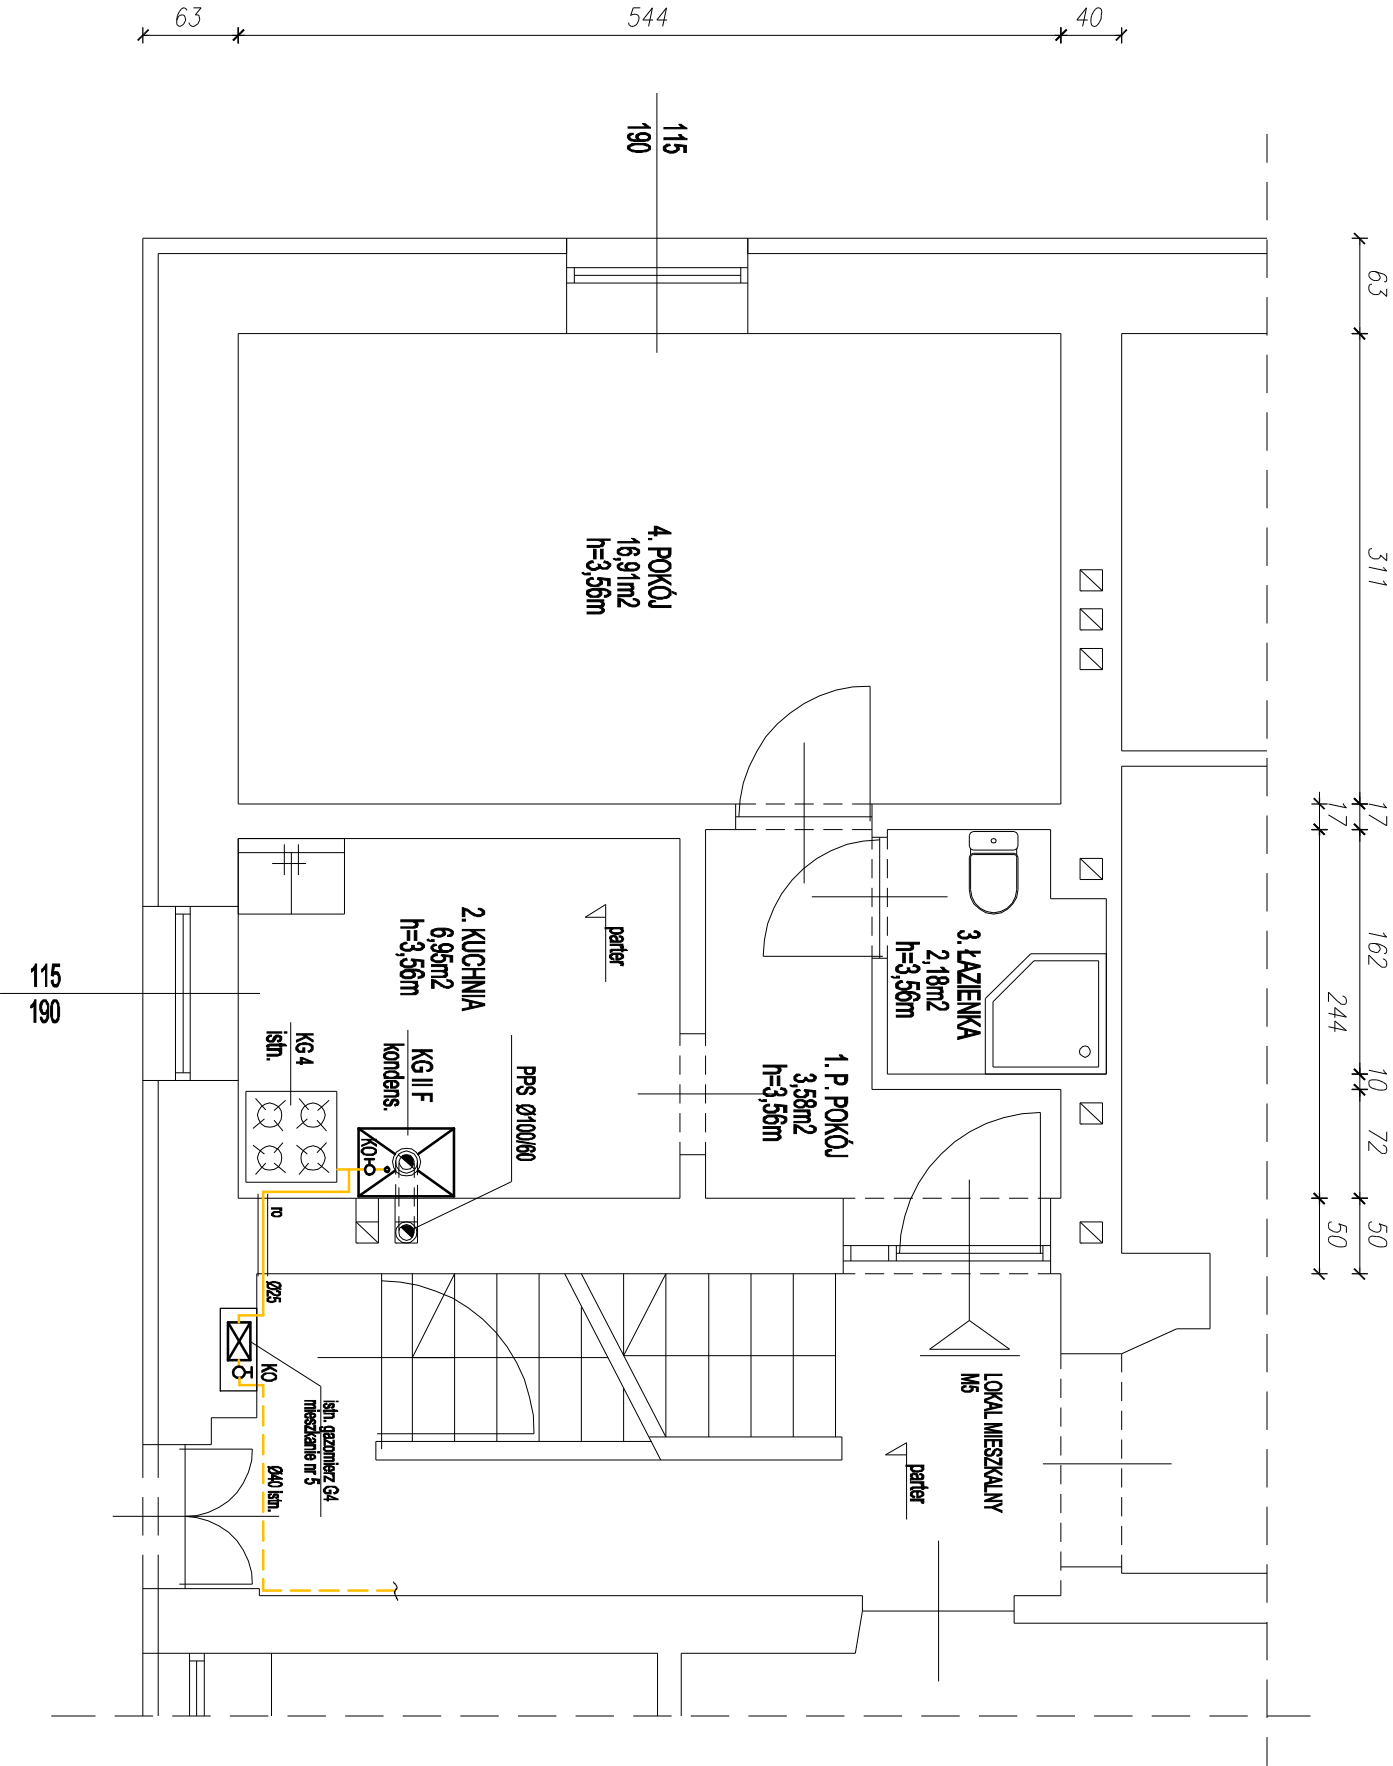 63
544
40
115
190
63
311
17
17
162
244
10
72
50
50
4. POKÓJ
16,91m2
h=3,56m
3. ŁAZIENKA
2,18m2
h=3,56m
1. P. POKÓJ
3,58m2
h=3,56m
2. KUCHNIA
6,95m2
h=3,56m
parter
115
190
KG 4
istn.
KG II F
kondens.
PPS Ø100/60
KO
ro
Ø25
KO
istn. gazomierz G4
mieszkanie nr 5
Ø40 istn.
LOKAL MIESZKALNY
M5
parter